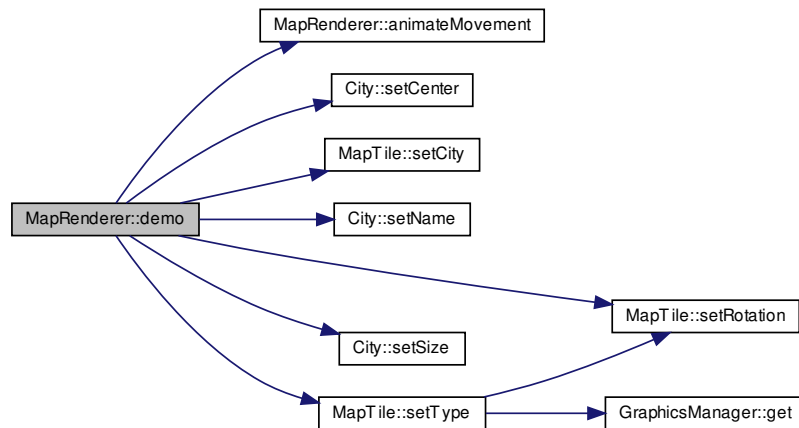 MapRenderer::animateMovement
City::setCenter
MapTile::setCity
MapRenderer::demo
City::setName
MapTile::setRotation
City::setSize
MapTile::setType
GraphicsManager::get